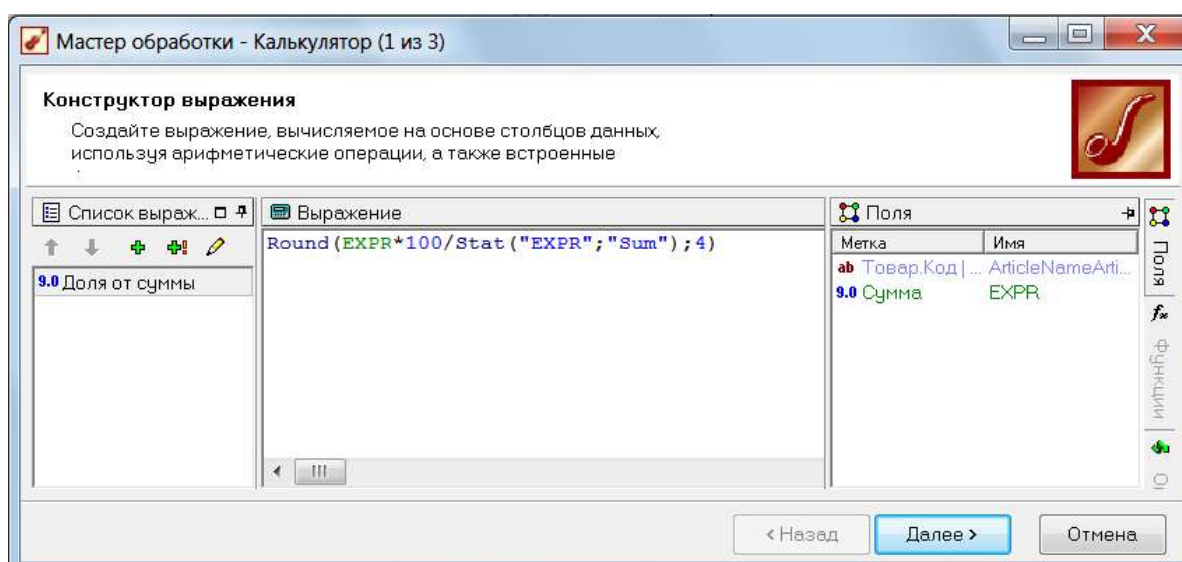 Мастер обработки - Калькулятор (1 из 3)
Конструктор выражения
Создайте выражение, вычисляемое на основе столбцов данных,
используя арифметические операции, а также встроенные
Список выраж...
Выражение
Поля
Round(EXPR*100/Stat("EXPR";"Sum");4)
Метка Имя
ab Товар.Код | ... ArticleNameArti...
9.0 Доля от суммы
9.0 Сумма EXPR
Поля
fx Функции
< Назад
Далее >
Отмена